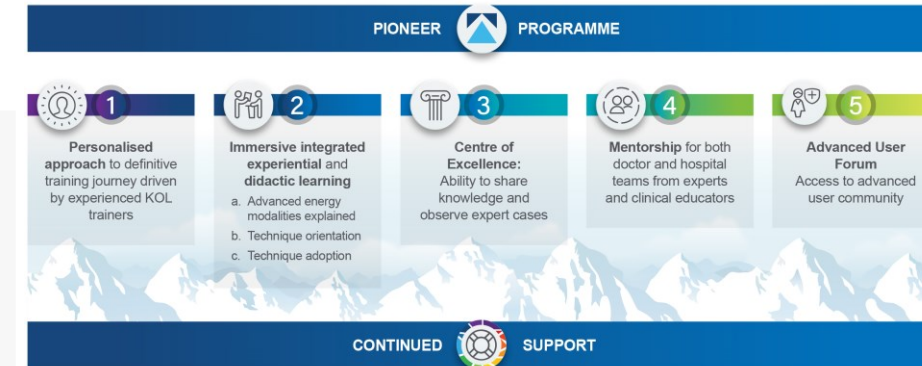 PIONEER PROGRAMME
1
Personalised
approach to definitive
training journey driven
by experienced KOL
trainers
2
Immersive integrated
experiential and
didactic learning
a. Advanced energy
modalities explained
b. Technique orientation
c. Technique adoption
3
Centre of
Excellence:
Ability to share
knowledge and
observe expert cases
4
Mentorship for both
doctor and hospital
teams from experts
and clinical educators
5
Advanced User
Forum
Access to advanced
user community
CONTINUED SUPPORT